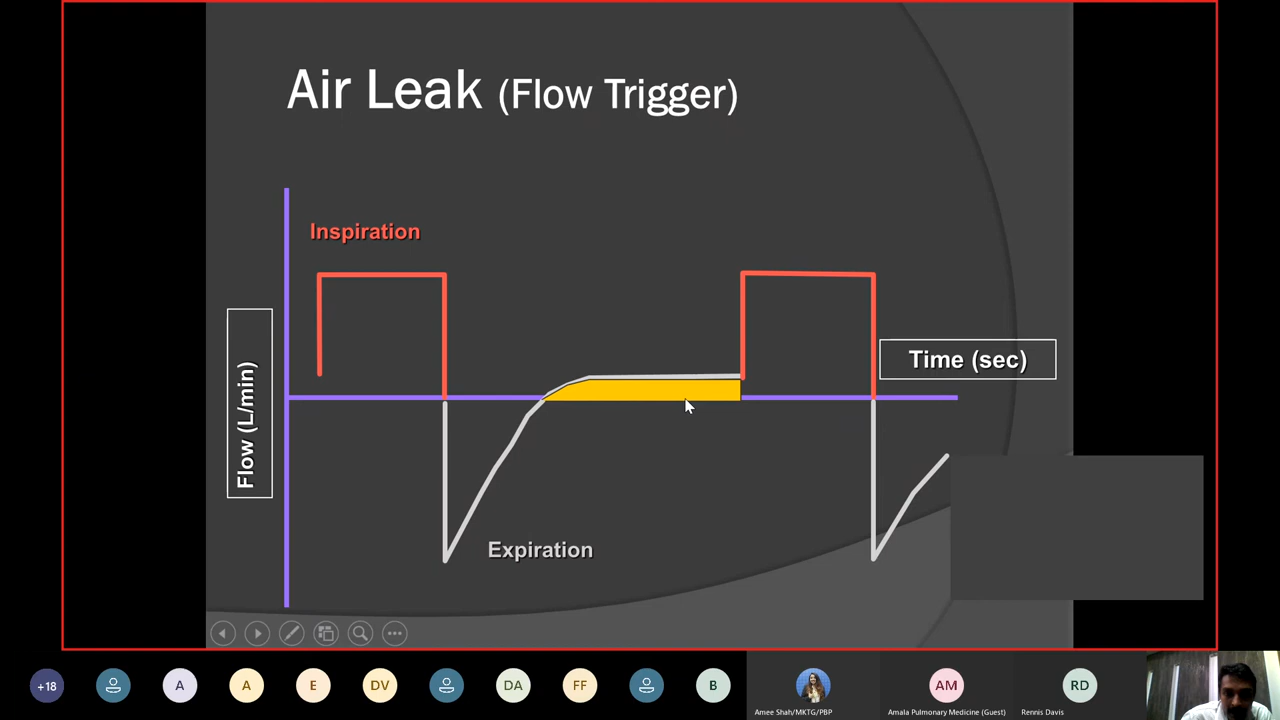 Air Leak (Flow Trigger)
Inspiration
Flow (L/min)
Time (sec)
Expiration
+18
A
A
E
DV
DA
FF
B
AM
RD
Amee Shah/MKTG/PBP
Amala Pulmonary Medicine (Guest)
Rennis Davis